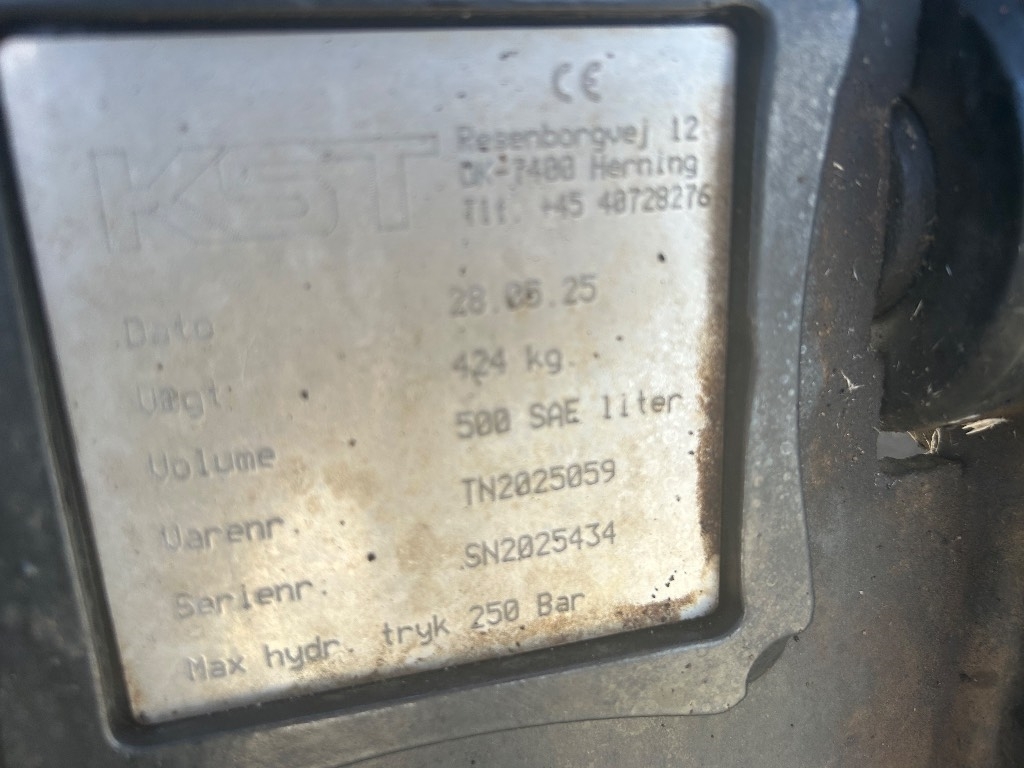 CE
KST
Resenborgvej 12
DK-7400 Herning
Tlf. +45 40728276
Dato 28.06.25
Vægt 424 kg.
Volume 500 SAE liter
Varenr. TN2025059
Serienr: SN2025434
Max hydr. tryk 250 Bar